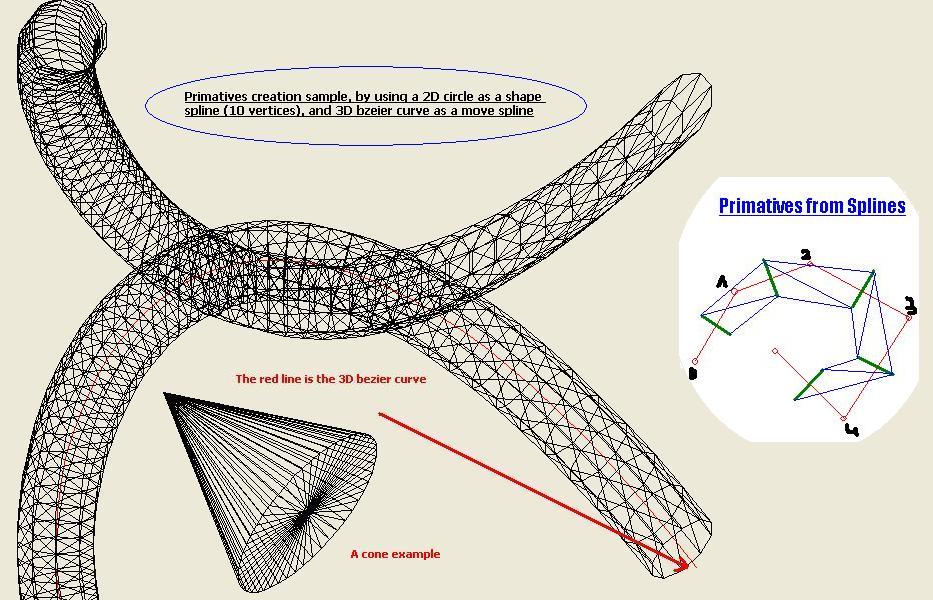 Primatives creation sample, by using a 2D circle as a shape
spline (10 vertices), and 3D bzeier curve as a move spline
Primatives from Splines
2
1
3
0
4
The red line is the 3D bezier curve
A cone example